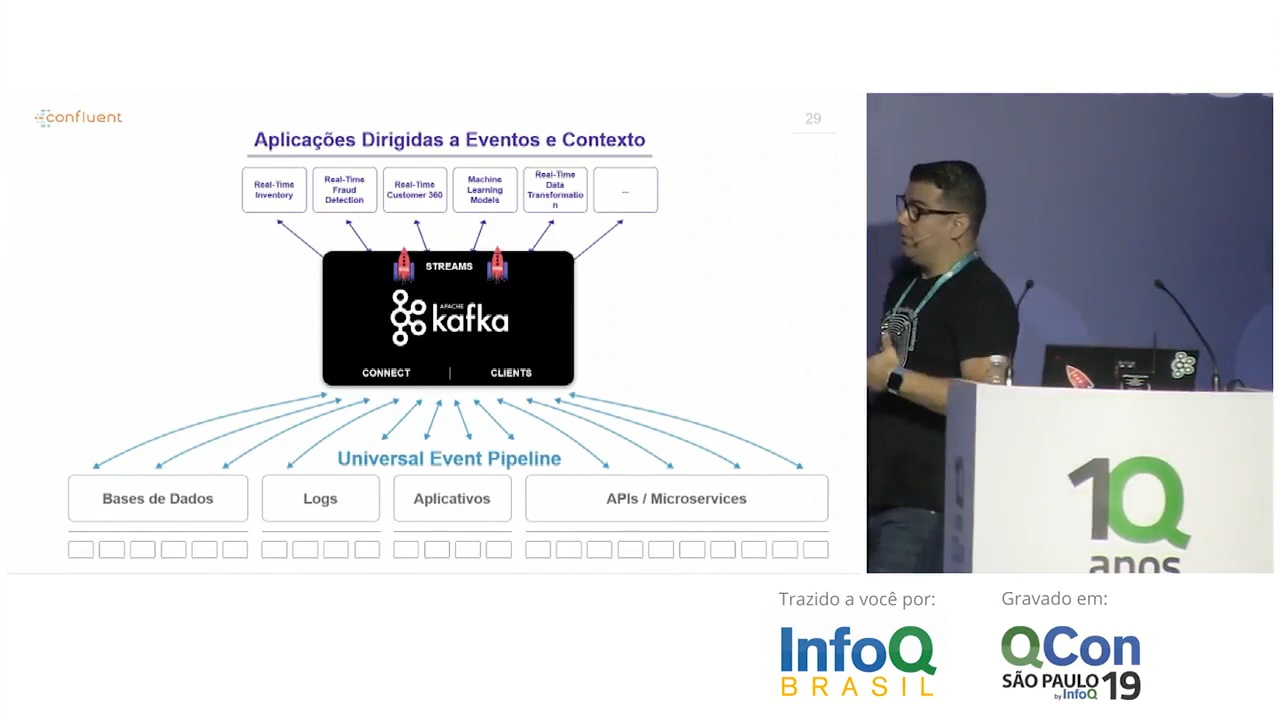 confluent
29
Aplicações Dirigidas a Eventos e Contexto
Real-Time
Inventory
Real-Time
Fraud
Detection
Real-Time
Customer 360
Machine
Learning
Models
Real-Time
Data
Transformatio
n
...
STREAMS
APACHE
kafka
CONNECT | CLIENTS
Universal Event Pipeline
Bases de Dados
Logs
Aplicativos
APIs / Microservices
10
anos
Trazido a você por:
InfoQ
BRASIL
Gravado em:
QCon
SÃO PAULO 19
by InfoQ